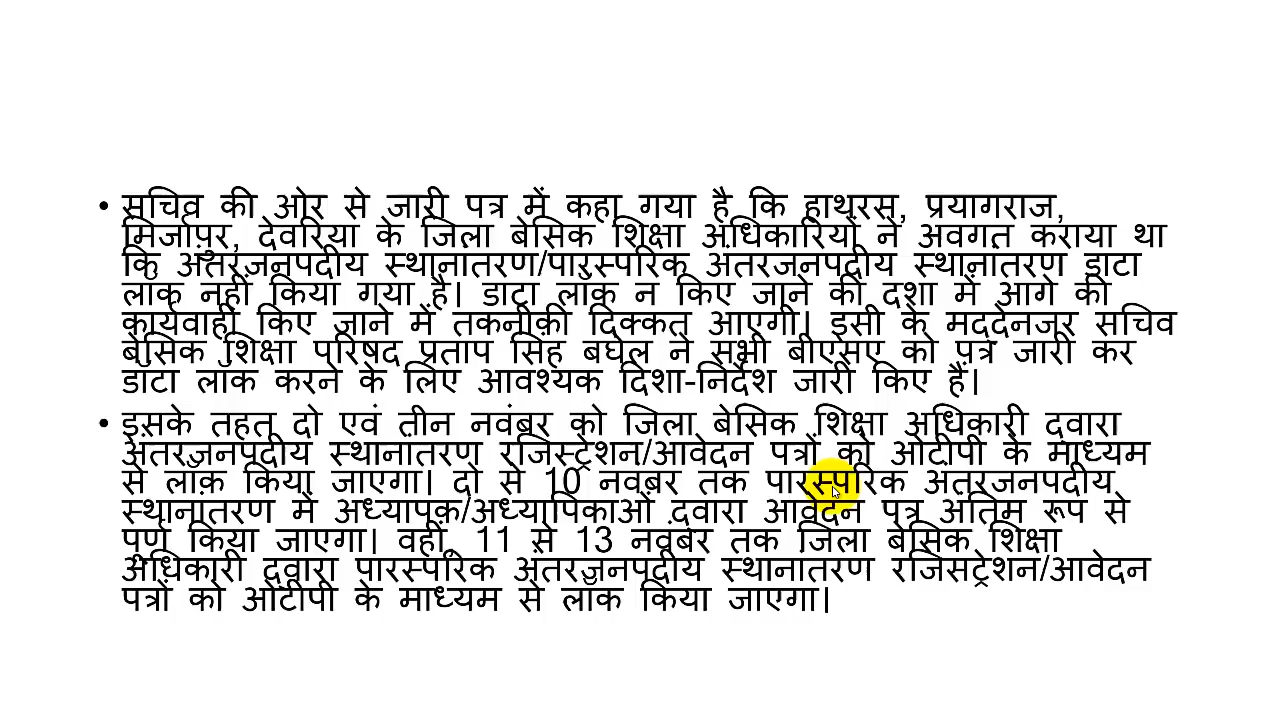 • सचिव की ओर से जारी पत्र में कहा गया है कि हाथरस, प्रयागराज,
मिर्जापुर, देवरिया के जिला बेसिक शिक्षा अधिकारियों ने अवगत कराया था
कि अंतरजनपदीय स्थानांतरण/पारस्परिक अंतरजनपदीय स्थानांतरण डाटा
लॉक नहीं किया गया है। डाटा लॉक न किए जाने की दशा में आगे की
कार्यवाही किए जाने में तकनीकी दिक्कत आएगी। इसी के मद्देनजर सचिव
बेसिक शिक्षा परिषद प्रताप सिंह बघेल ने सभी बीएसए को पत्र जारी कर
डाटा लॉक करने के लिए आवश्यक दिशा-निर्देश जारी किए हैं।
• इसके तहत दो एवं तीन नवंबर को जिला बेसिक शिक्षा अधिकारी द्वारा
अंतरजनपदीय स्थानांतरण रजिस्ट्रेशन/आवेदन पत्रों को ओटीपी के माध्यम
से लॉक किया जाएगा। दो से 10 नवंबर तक पारस्परिक अंतरजनपदीय
स्थानांतरण में अध्यापक/अध्यापिकाओं द्वारा आवेदन पत्र अंतिम रूप से
पूर्ण किया जाएगा। वहीं, 11 से 13 नवंबर तक जिला बेसिक शिक्षा
अधिकारी द्वारा पारस्परिक अंतरजनपदीय स्थानांतरण रजिसट्रेशन/आवेदन
पत्रों को ओटीपी के माध्यम से लॉक किया जाएगा।